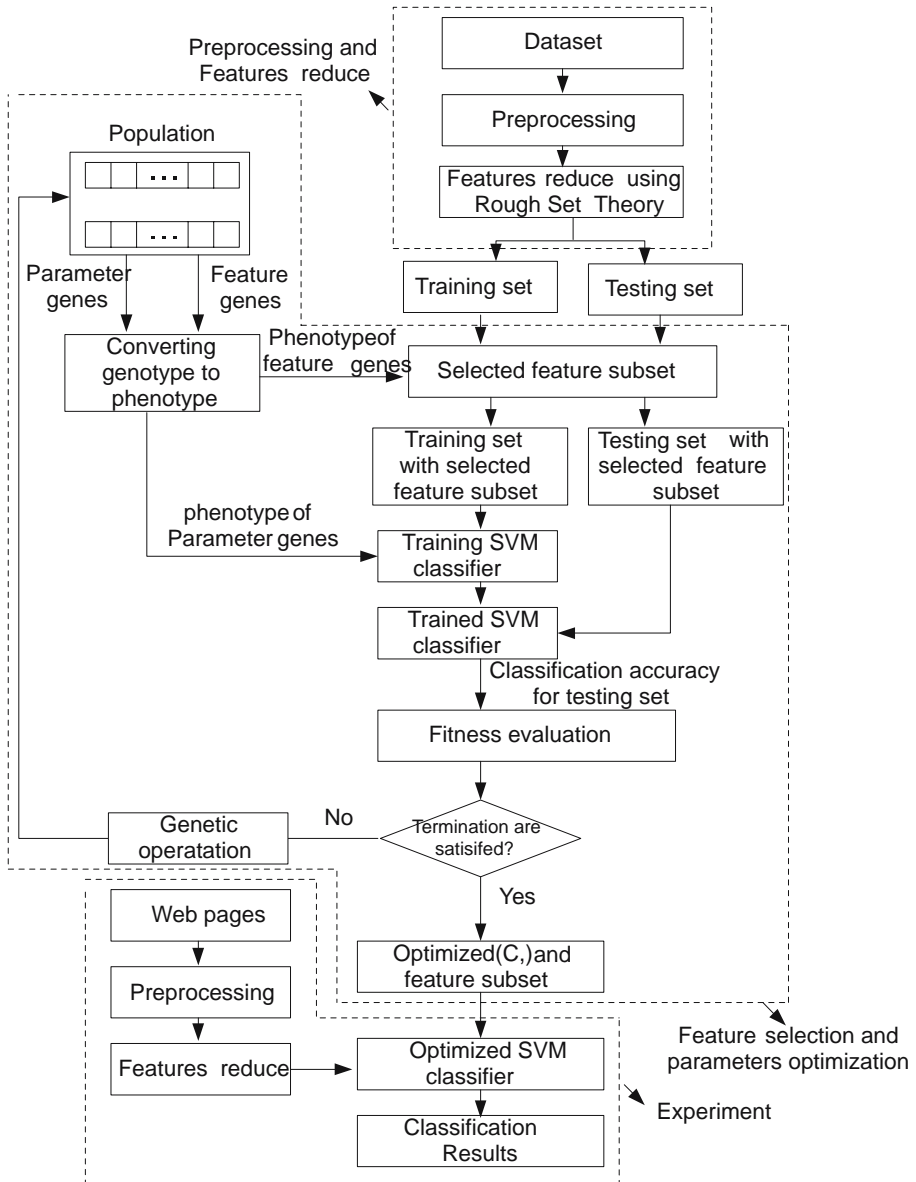 Preprocessing and
Features reduce
Dataset
Preprocessing
Features reduce using
Rough Set Theory
Population
...
...
Parameter
genes
Feature
genes
Training set
Testing set
Converting
genotype to
phenotype
Phenotypeof
feature genes
Selected feature subset
Training set
with selected
feature subset
Testing set with
selected feature
subset
phenotype of
Parameter genes
Training SVM
classifier
Trained SVM
classifier
Classification accuracy
for testing set
Fitness evaluation
Termination are
satisifed?
No
Genetic
operatation
Yes
Optimized(C,)and
feature subset
Web pages
Preprocessing
Features reduce
Optimized SVM
classifier
Classification
Results
Feature selection and
parameters optimization
Experiment